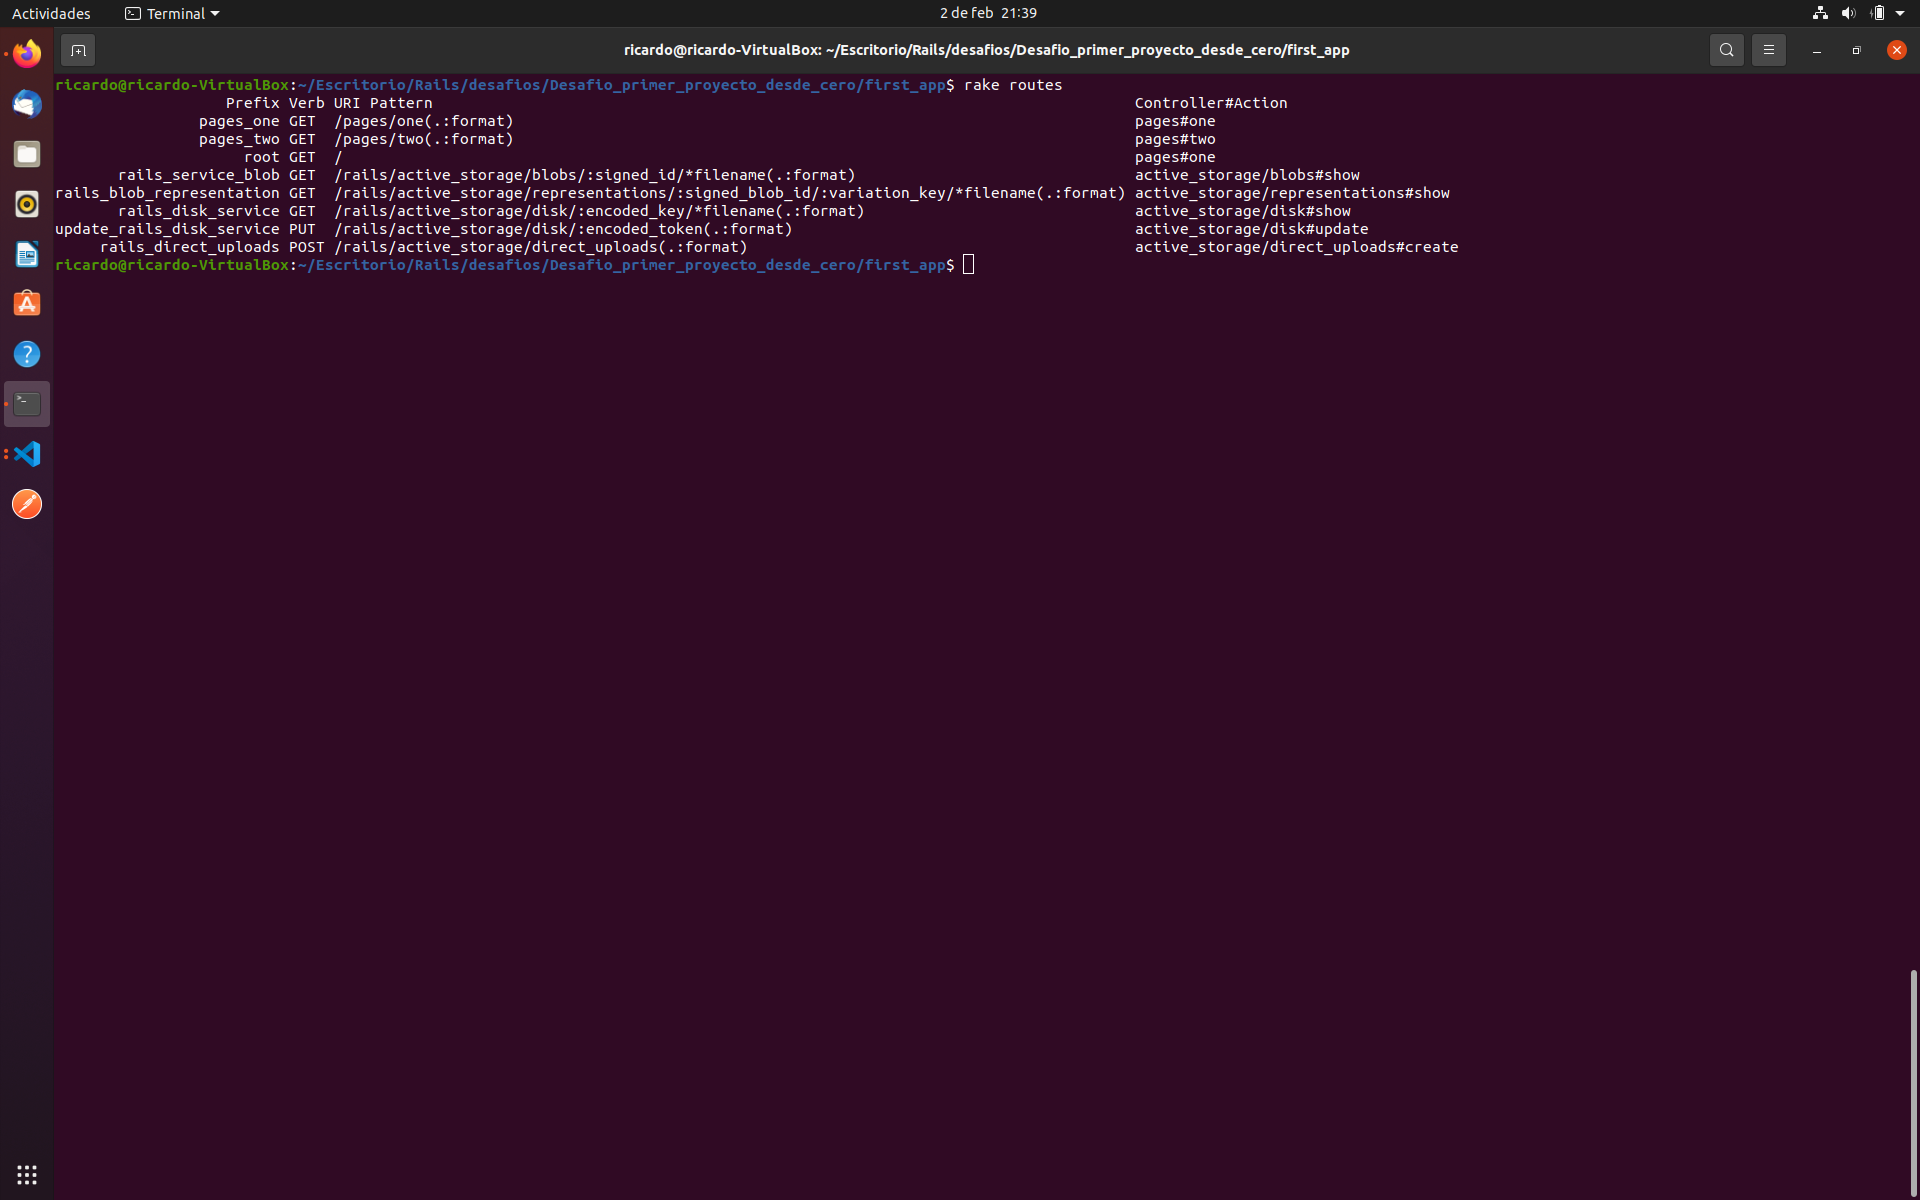 Actividades Terminal 2 de feb 21:39
ricardo@ricardo-VirtualBox: ~/Escritorio/Rails/desafios/Desafio_primer_proyecto_desde_cero/first_app
ricardo@ricardo-VirtualBox:~/Escritorio/Rails/desafios/Desafio_primer_proyecto_desde_cero/first_app$ rake routes
Prefix Verb URI Pattern Controller#Action
pages_one GET /pages/one(.:format) pages#one
pages_two GET /pages/two(.:format) pages#two
root GET / pages#one
rails_service_blob GET /rails/active_storage/blobs/:signed_id/*filename(.:format) active_storage/blobs#show
rails_blob_representation GET /rails/active_storage/representations/:signed_blob_id/:variation_key/*filename(.:format) active_storage/representations#show
rails_disk_service GET /rails/active_storage/disk/:encoded_key/*filename(.:format) active_storage/disk#show
update_rails_disk_service PUT /rails/active_storage/disk/:encoded_token(.:format) active_storage/disk#update
rails_direct_uploads POST /rails/active_storage/direct_uploads(.:format) active_storage/direct_uploads#create
ricardo@ricardo-VirtualBox:~/Escritorio/Rails/desafios/Desafio_primer_proyecto_desde_cero/first_app$